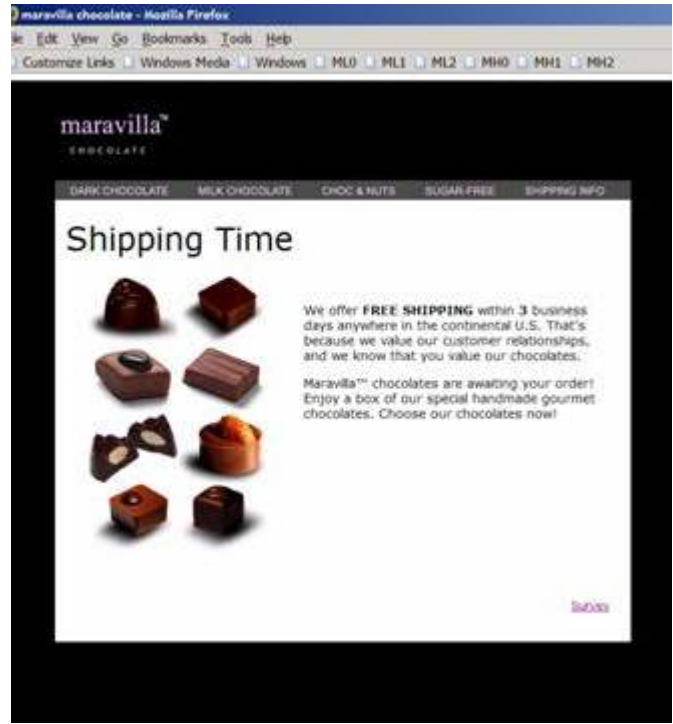 maravilla chocolate - Mozilla Firefox
Edit View Go Bookmarks Tools Help
Customize Links Windows Media Windows ML0 ML1 ML2 MH0 MH1 MH2
maravilla™
CHOCOLATE
DARK CHOCOLATE MILK CHOCOLATE CHOC & NUTS SUGAR-FREE SHIPPING INFO
Shipping Time
We offer FREE SHIPPING within 3 business
days anywhere in the continental U.S. That's
because we value our customer relationships,
and we know that you value our chocolates.
Maravilla™ chocolates are awaiting your order!
Enjoy a box of our special handmade gourmet
chocolates. Choose our chocolates now!
Survey